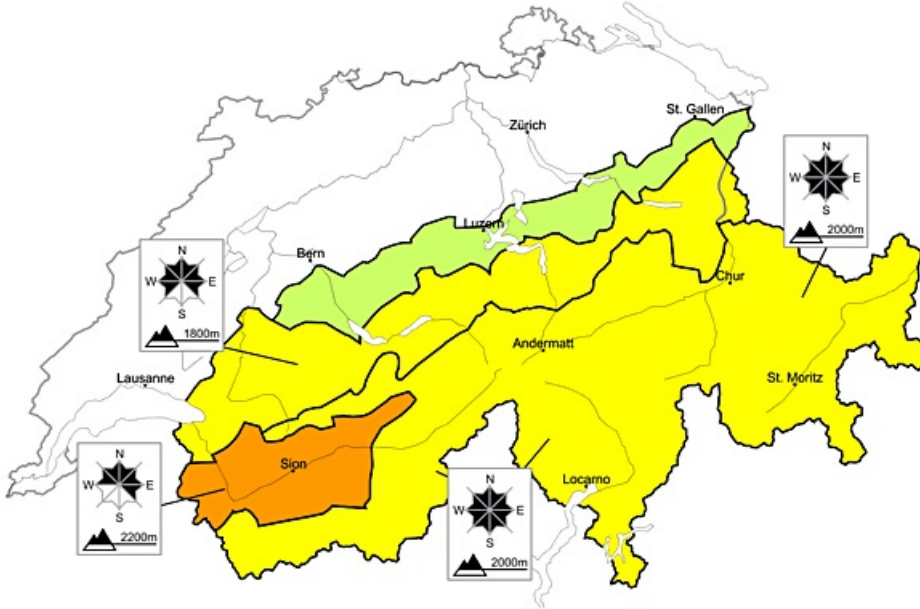 St. Gallen
Zürich
N
W E
S
2000m
Luzern
Bern
N
W E
S
1800m
Chur
Andermatt
Lausanne
St. Moritz
N
W E
S
2200m
Sion
Locarno
N
W E
S
2000m